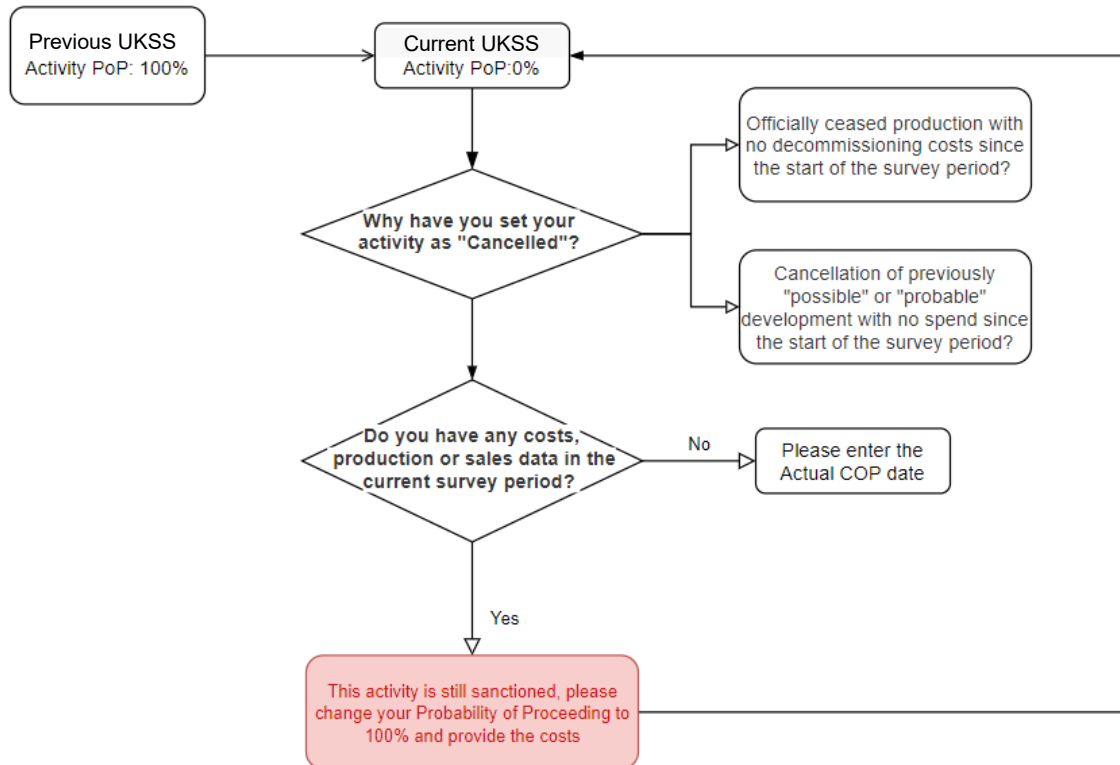 Previous UKSS
Activity PoP: 100%
Current UKSS
Activity PoP:0%
Officially ceased production with
no decommissioning costs since
the start of the survey period?
Why have you set your
activity as "Cancelled"?
Cancellation of previously
"possible" or "probable"
development with no spend since
the start of the survey period?
Do you have any costs,
production or sales data in the
current survey period?
No
Please enter the
Actual COP date
Yes
This activity is still sanctioned, please
change your Probability of Proceeding to
100% and provide the costs